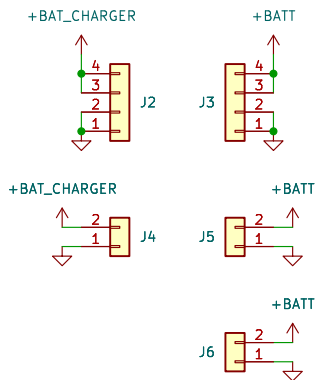 +BAT_CHARGER +BATT
4 4
3 J2 J3 3
2 2
1 1
+BAT_CHARGER +BATT
2 J4 J5 2
1 1
+BATT
J6 2
1